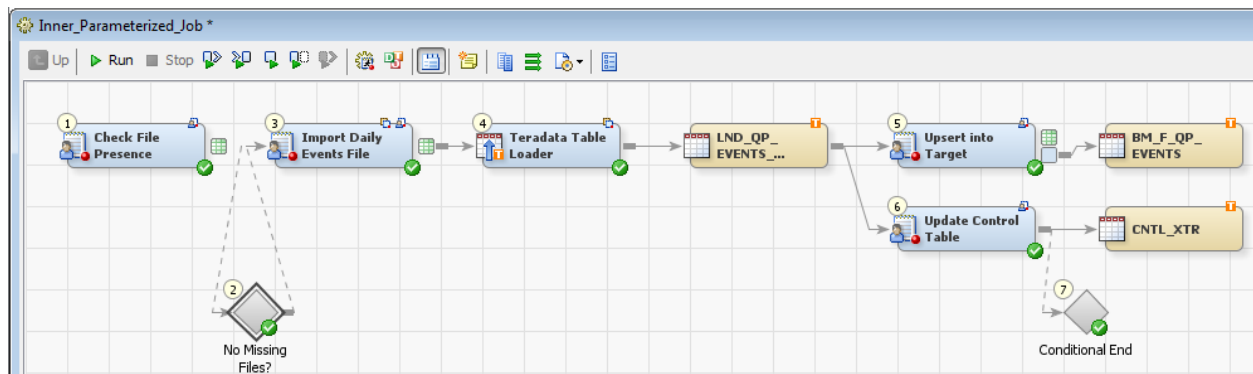 Inner_Parameterized_Job *
Up Run Stop
1
Check File
Presence
3
Import Daily
Events File
4
Teradata Table
Loader
T
LND_QP_
EVENTS_...
T
5
Upsert into
Target
BM_F_QP_
EVENTS
T
6
Update Control
Table
CNTL_XTR
T
2
No Missing
Files?
7
Conditional End